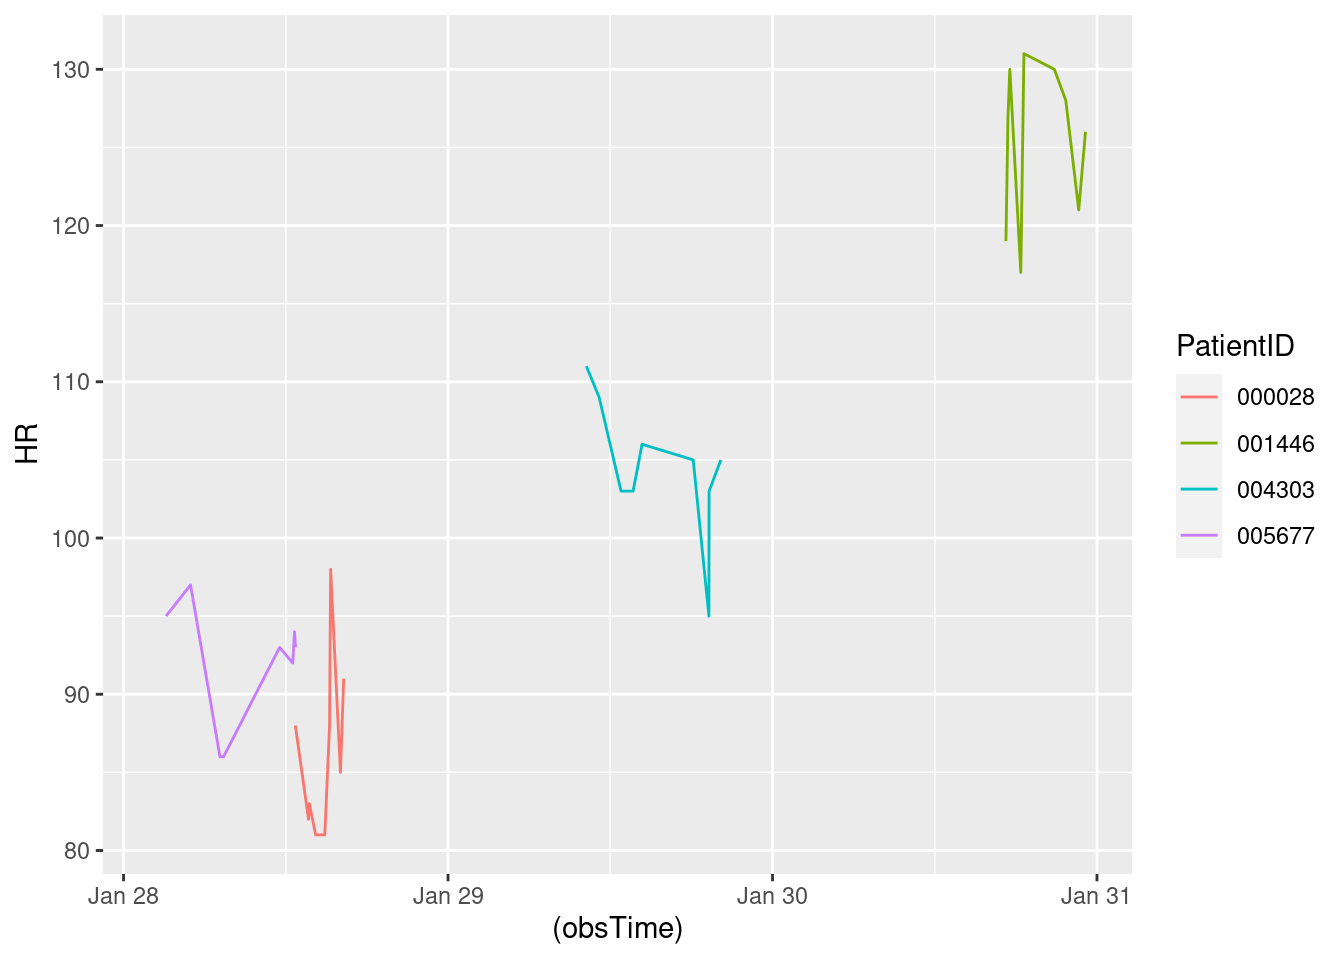 130
120
110
100
90
80
HR
Jan 28
Jan 29
Jan 30
Jan 31
(obsTime)
PatientID
000028
001446
004303
005677